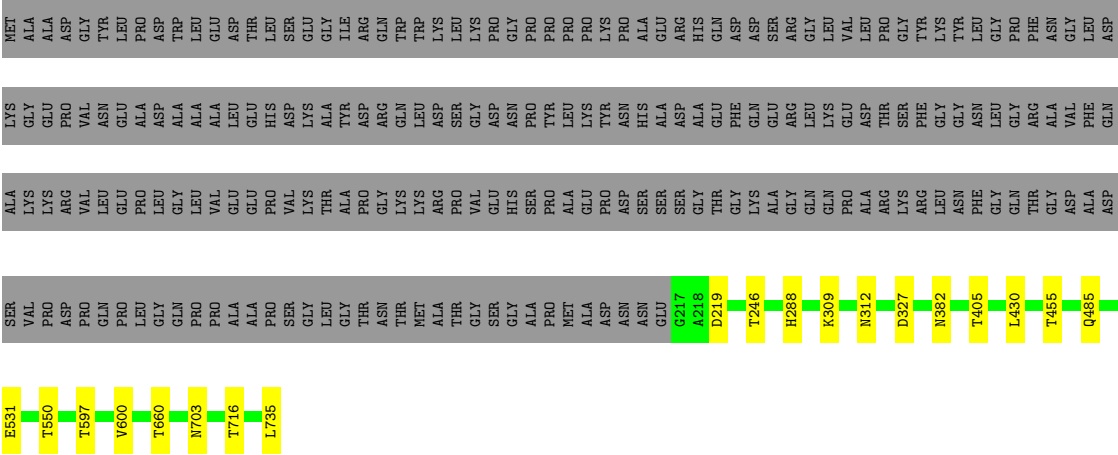 MET ALA ALA ASP GLY TYR LEU PRO ASP TRP LEU GLU ASP THR LEU SER GLU GLY ILE ARG GLN TRP TRP LYS LEU LYS PRO GLY PRO PRO PRO PRO LYS PRO ALA GLU ARG HIS GLN ASP ASP SER ARG GLY LEU VAL LEU PRO GLY TYR LYS TYR LEU GLY PRO PHE ASN GLY LEU ASP
LYS GLY GLU PRO VAL ASN GLU ALA ASP ALA ALA ALA LEU GLU HIS ASP LYS ALA TYR ASP ARG GLN LEU ASP SER GLY ASP ASN PRO TYR LEU LYS TYR ASN HIS ALA ASP ALA GLU PHE GLN GLU ARG LEU LYS GLU ASP THR SER PHE GLY GLY ASN LEU GLY ARG ALA VAL PHE GLN
ALA LYS LYS ARG VAL LEU GLU PRO LEU GLY LEU VAL GLU GLU PRO VAL LYS THR ALA PRO GLY LYS LYS ARG PRO VAL GLU HIS SER PRO ALA GLU PRO ASP SER SER SER GLY THR GLY LYS ALA GLY GLN GLN PRO ALA ARG LYS ARG LEU ASN PHE GLY GLN THR GLY ASP ALA ASP
SER VAL PRO ASP PRO GLN PRO LEU GLY GLN PRO PRO ALA ALA PRO SER GLY LEU GLY THR ASN THR MET ALA THR GLY SER GLY ALA PRO MET ALA ASP ASN ASN GLU G217 A218 D219 T246 H288 K309 N312 D327 N382 T405 L430 T455 Q485
E531 T550 T597 V600 T660 N703 T716 L735